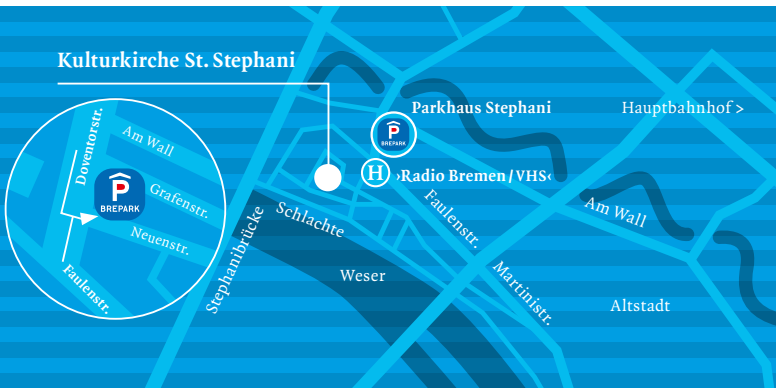 Kulturkirche St. Stephani
Parkhaus Stephani
Hauptbahnhof >
P
BREPARK
H
›Radio Bremen / VHS‹
Doventorstr.
Am Wall
Grafenstr.
P
BREPARK
Neuenstr.
Faulenstr.
Stephanibrücke
Schlachte
Weser
Faulenstr.
Am Wall
Martinistr.
Altstadt